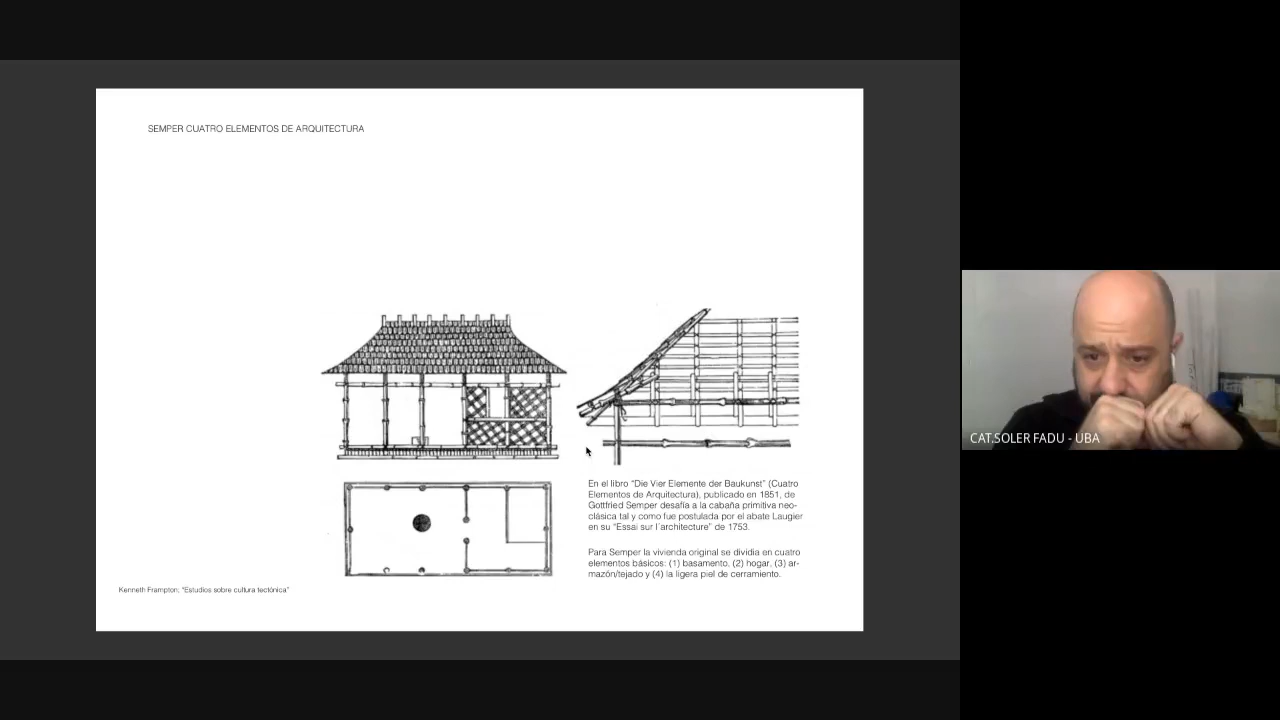 SEMPER CUATRO ELEMENTOS DE ARQUITECTURA
En el libro “Die Vier Elemente der Baukunst” (Cuatro
Elementos de Arquitectura), publicado en 1851, de
Gottfried Semper desafía a la cabaña primitiva neo-
clásica tal y como fue postulada por el abate Laugier
en su “Essai sur l´architecture” de 1753.
Para Semper la vivienda original se dividia en cuatro
elementos básicos: (1) basamento, (2) hogar, (3) ar-
mazón/tejado y (4) la ligera piel de cerramiento.
Kenneth Frampton; “Estudios sobre cultura tectónica”
CAT.SOLER FADU - UBA